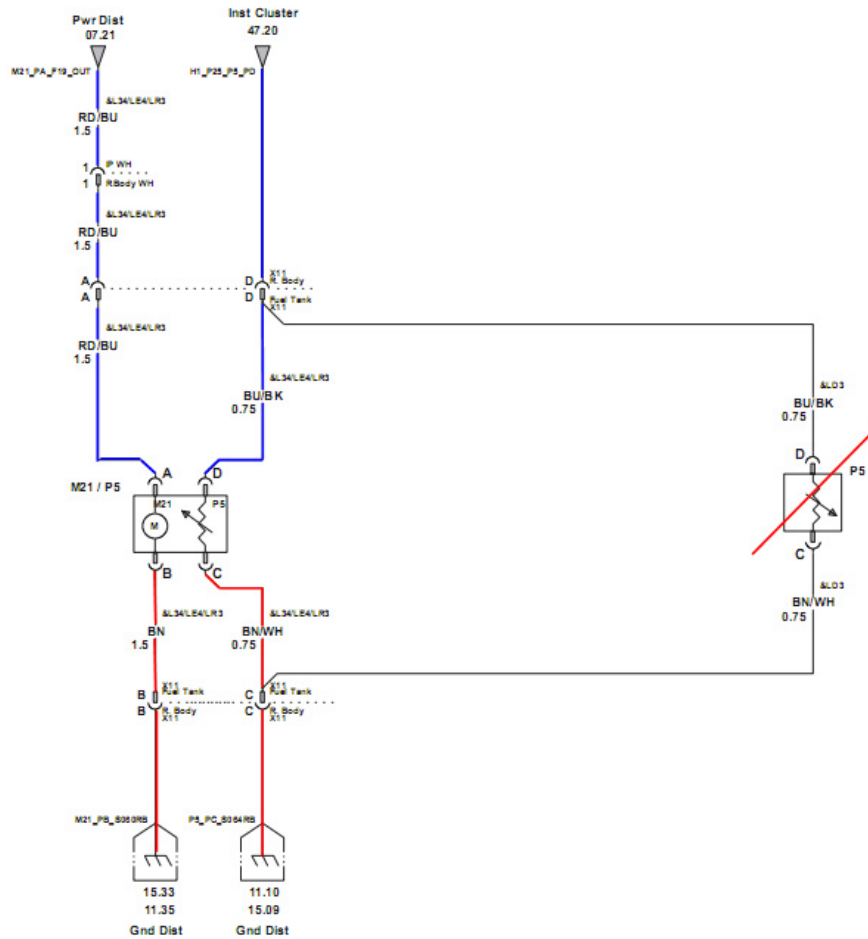 Pwr Dist
07.21
Inst Cluster
47.20
M21_PA_F19_OUT
H1_P25_P5_PD
&L34/LE4/LR3
RD/BU
1.5
1 IP WH
1 R.Body WH
&L34/LE4/LR3
RD/BU
1.5
A
A
D X11
R. Body
D Fuel Tank
X11
&L34/LE4/LR3
RD/BU
1.5
&L34/LE4/LR3
BU/BK
0.75
&LO3
BU/BK
0.75
D
P5
C
&LO3
BN/WH
0.75
M21 / P5
A
D
M21
P5
M
B
C
&L34/LE4/LR3
BN
1.5
&L34/LE4/LR3
BN/WH
0.75
B X11
Fuel Tank
B R. Body
X11
C X11
Fuel Tank
C R. Body
X11
M21_PB_S080RB
P5_PC_S064RB
15.33
11.35
Gnd Dist
11.10
15.09
Gnd Dist